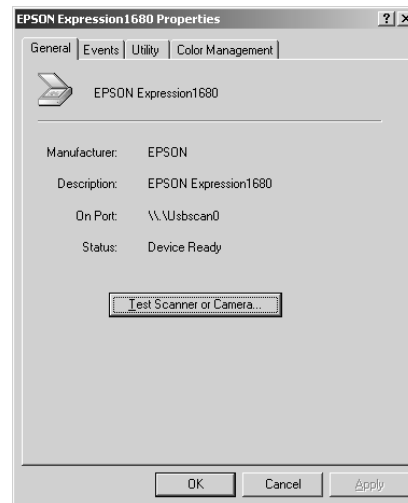 EPSON Expression1680 Properties
General Events Utility Color Management
EPSON Expression1680
Manufacturer: EPSON
Description: EPSON Expression1680
On Port: \\.\Usbscan0
Status: Device Ready
Test Scanner or Camera...
OK Cancel Apply